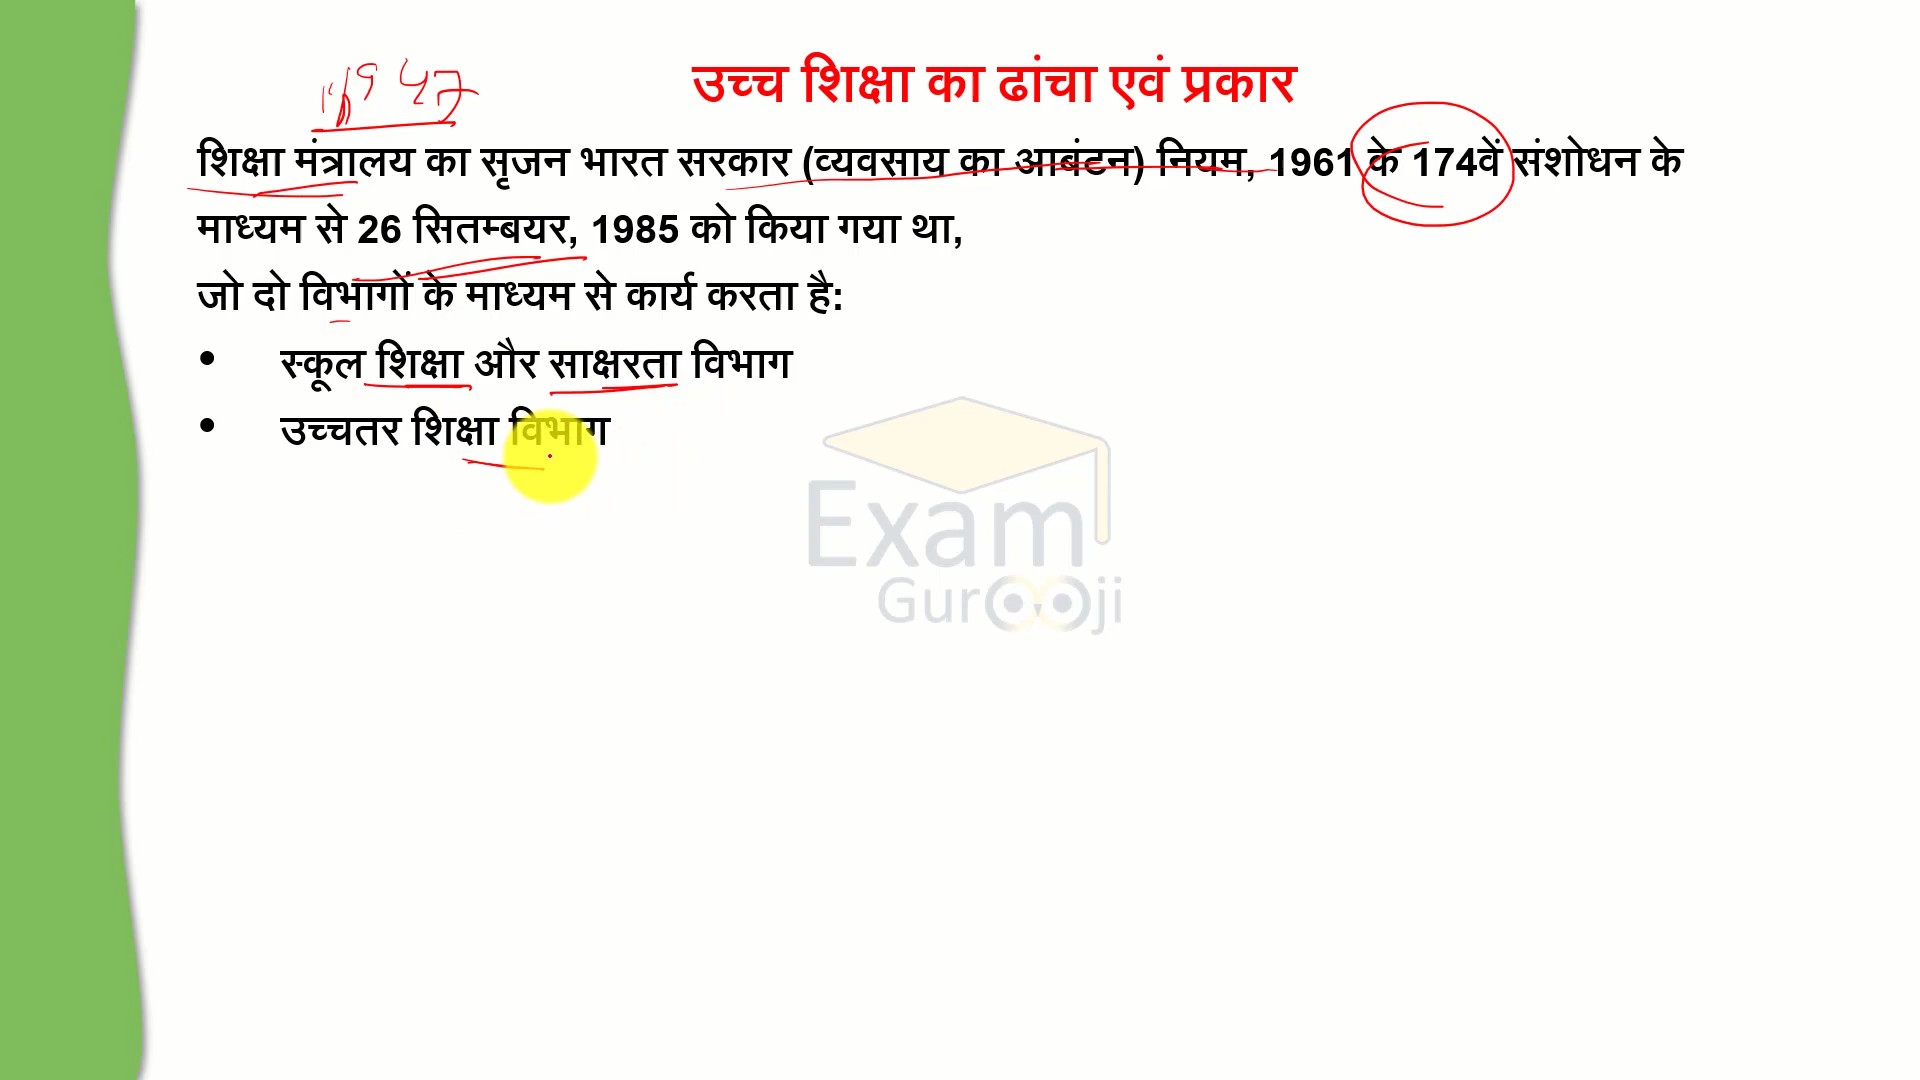 1947
उच्च शिक्षा का ढांचा एवं प्रकार
शिक्षा मंत्रालय का सृजन भारत सरकार (व्यवसाय का आबंटन) नियम, 1961 के 174वें संशोधन के
माध्यम से 26 सितम्बयर, 1985 को किया गया था,
जो दो विभागों के माध्यम से कार्य करता है:
• स्कूल शिक्षा और साक्षरता विभाग
• उच्चतर शिक्षा विभाग
Exam
Gurooji